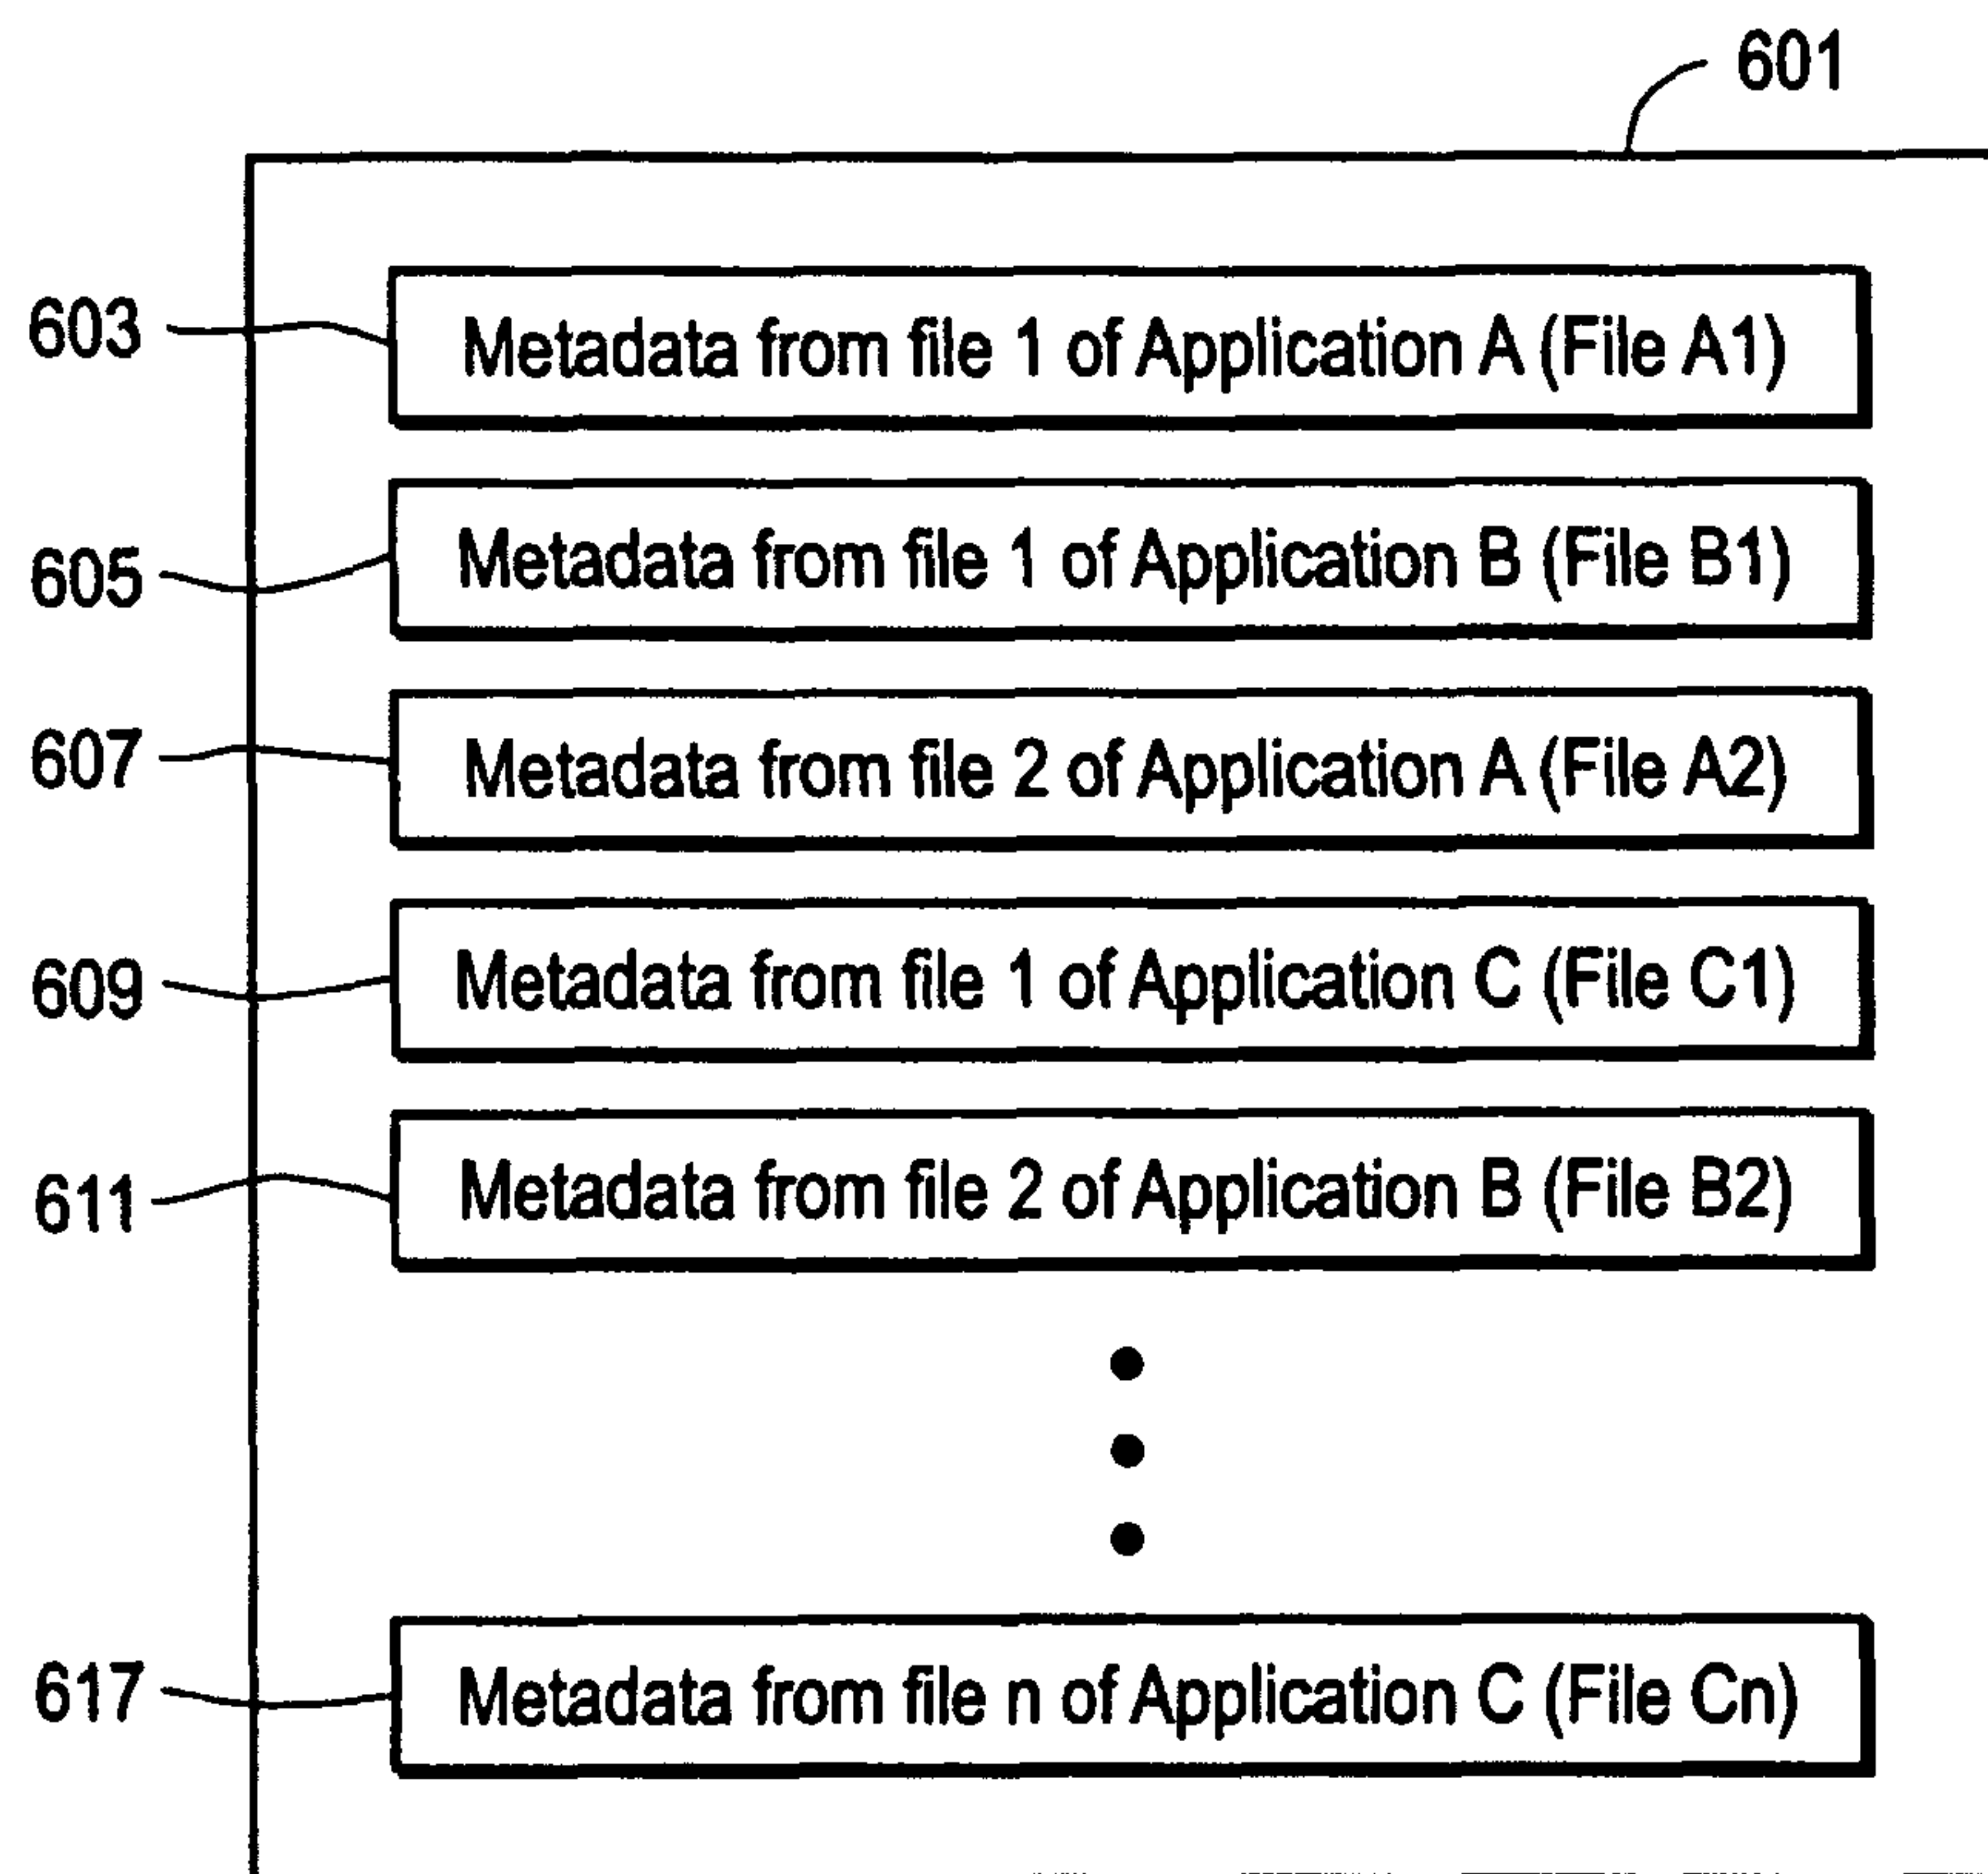 601
603 Metadata from file 1 of Application A (File A1)
605 Metadata from file 1 of Application B (File B1)
607 Metadata from file 2 of Application A (File A2)
609 Metadata from file 1 of Application C (File C1)
611 Metadata from file 2 of Application B (File B2)
617 Metadata from file n of Application C (File Cn)